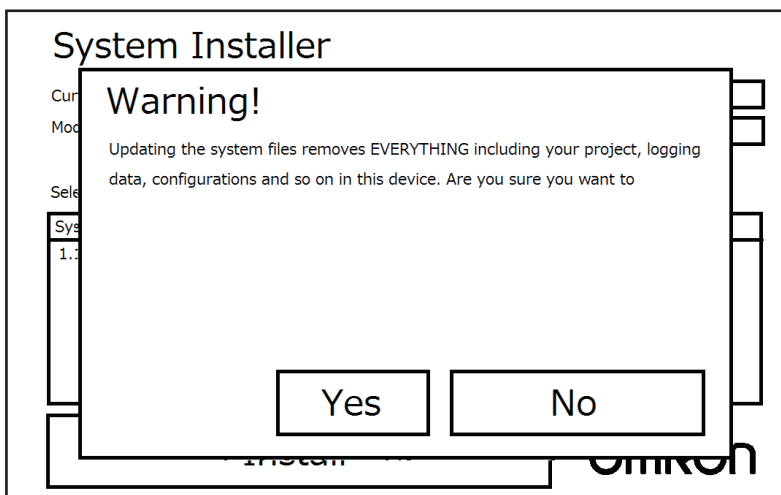 System Installer
Warning!
Updating the system files removes EVERYTHING including your project, logging
data, configurations and so on in this device. Are you sure you want to
Yes
No